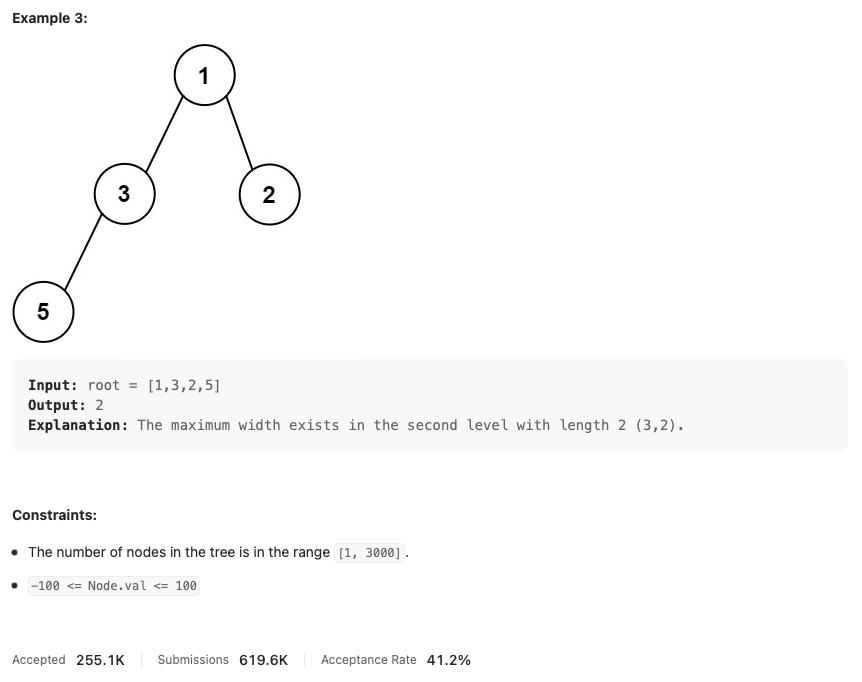 Example 3:
1
3
2
5
Input: root = [1,3,2,5]
Output: 2
Explanation: The maximum width exists in the second level with length 2 (3,2).
Constraints:
• The number of nodes in the tree is in the range [1, 3000].
• -100 <= Node.val <= 100
Accepted 255.1K Submissions 619.6K Acceptance Rate 41.2%